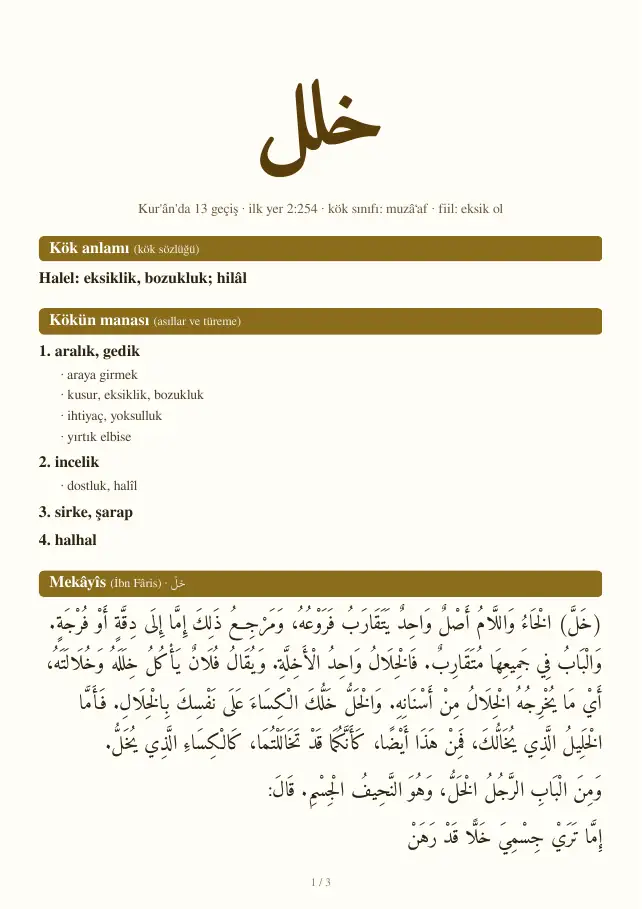 خلل
Kur'ân'da 13 geçiş · ilk yer 2:254 · kök sınıfı: muzâ'af · fiil: eksik ol
Kök anlamı (kök sözlüğü)
Halel: eksiklik, bozukluk; hilâl
Kökün manası (asıllar ve türeme)
1. aralık, gedik
· araya girmek
· kusur, eksiklik, bozukluk
· ihtiyaç, yoksulluk
· yırtık elbise
2. incelik
· dostluk, halîl
3. sirke, şarap
4. halhal
Mekâyîs (İbn Fâris) · خلّ
(خَلَّ) الْخَاءُ وَاللَّامُ أَصْلٌ وَاحِدٌ يَتَقَارَبُ فُرُوعُهُ، وَمَرْجِعُ ذَلِكَ إِمَّا إِلَى دِقَّةٍ أَوْ فُرْجَةٍ.
وَالْبَابُ فِي جَمِيعِهَا مُتَقَارِبٌ. فَالْخِلَالُ وَاحِدُ الْأَخِلَّةِ. وَيُقَالُ فُلَانٌ يَأْكُلُ خِلَلَهُ وَخُلَالَتَهُ،
أَيْ مَا يُخْرِجُهُ الْخِلَالُ مِنْ أَسْنَانِهِ. وَالْخَلُّ خَلُّكَ الْكِسَاءَ عَلَى نَفْسِكَ بِالْخِلَالِ. فَأَمَّا
الْخَلِيلُ الَّذِي يُخَالُّكَ، فَمِنْ هَذَا أَيْضًا، كَأَنَّكُمَا قَدْ تَخَالَلْتُمَا، كَالْكِسَاءِ الَّذِي يُخَلُّ.
وَمِنَ الْبَابِ الرَّجُلُ الْخَلُّ، وَهُوَ النَّحِيفُ الْجِسْمِ. قَالَ:
إِمَّا تَرَيْ جِسْمِيَ خَلًّا قَدْ رَهَنْ
1 / 3